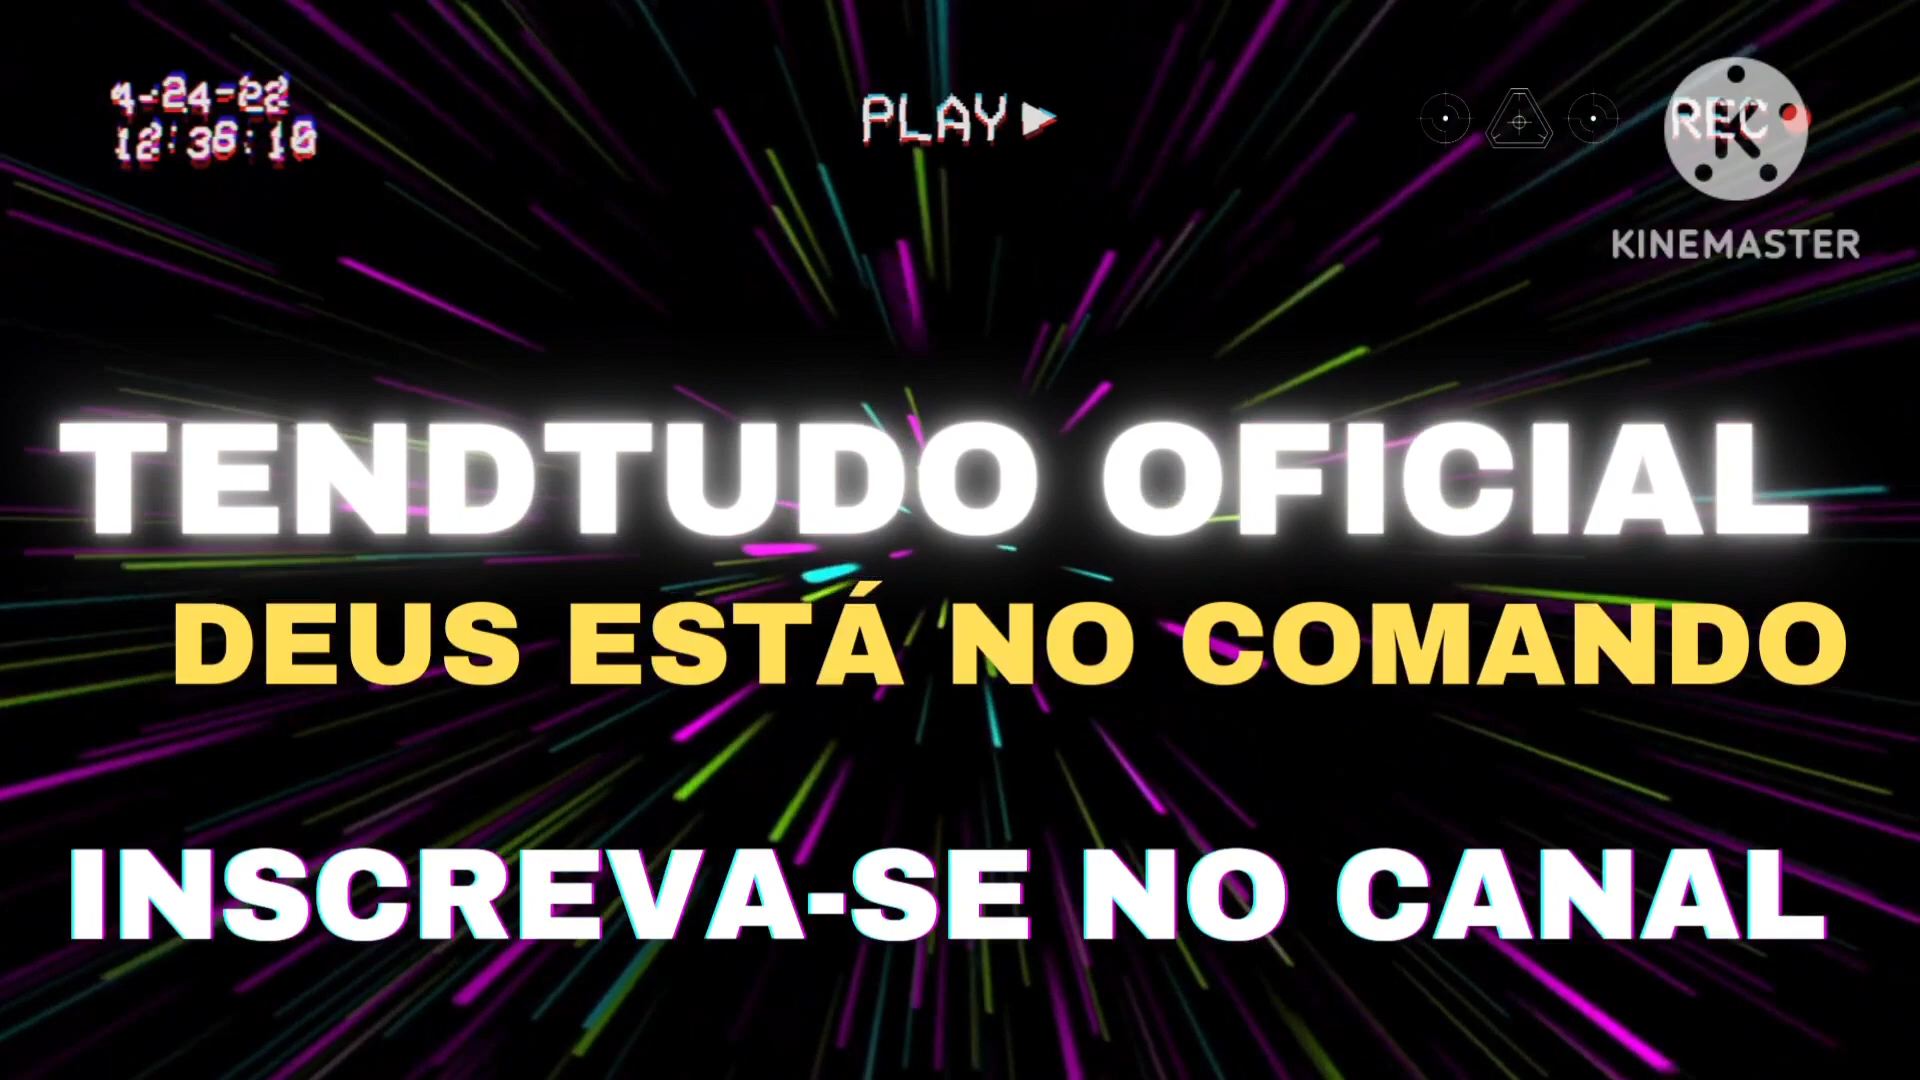 4-24-22
12:36:10
PLAY
REC
KINEMASTER
TENDTUDO OFICIAL
DEUS ESTÁ NO COMANDO
INSCREVA-SE NO CANAL